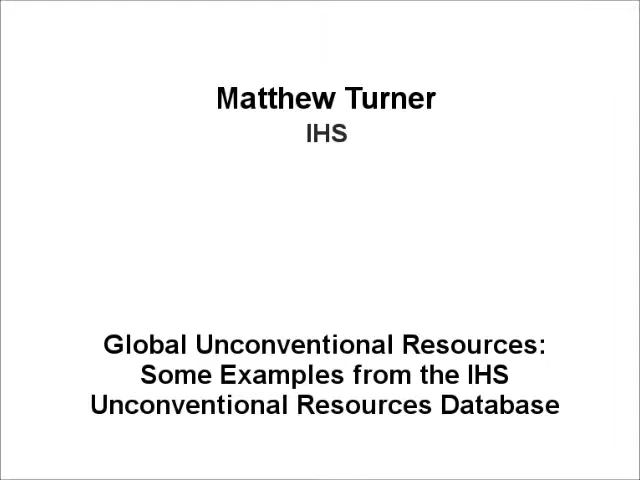 Matthew Turner
IHS
Global Unconventional Resources:
Some Examples from the IHS
Unconventional Resources Database